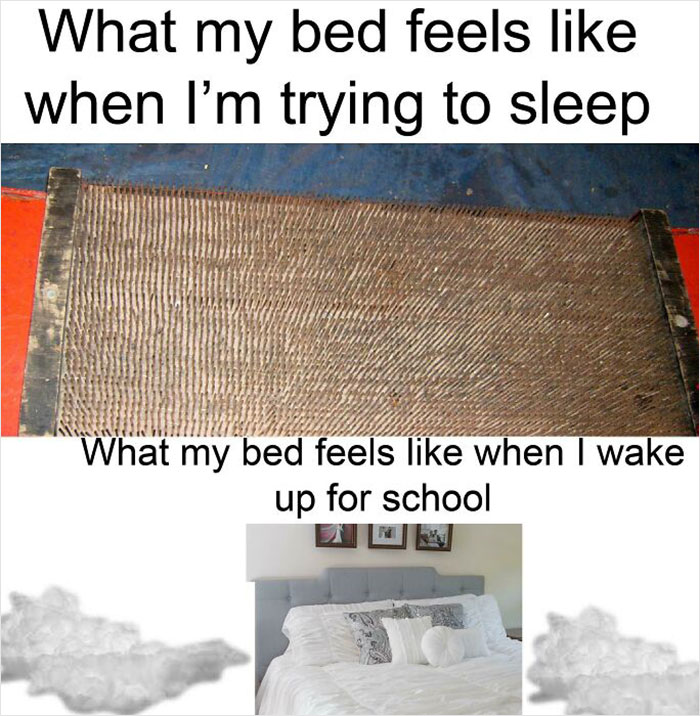 What my bed feels like
when I'm trying to sleep
What my bed feels like when I wake
up for school